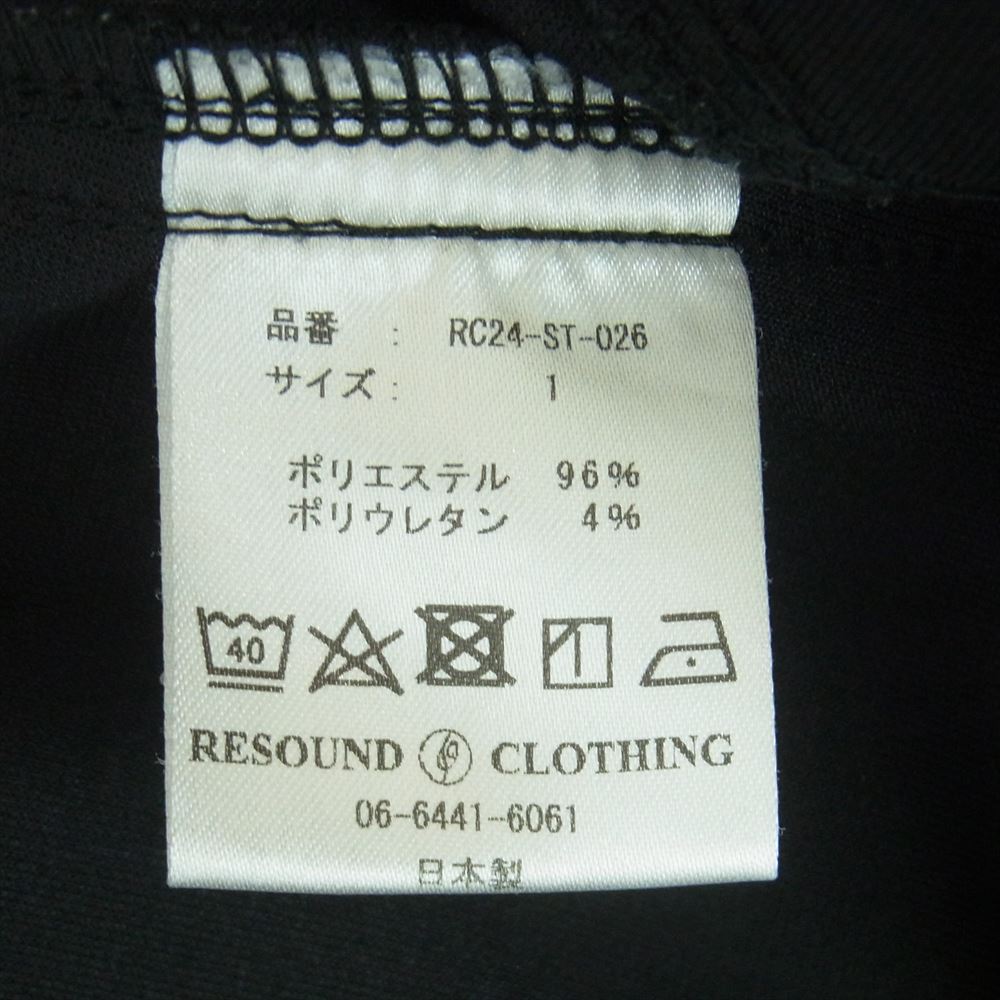 品番 : RC24-ST-026
サイズ: 1
ポリエステル 96%
ポリウレタン 4%
40
RESOUND CLOTHING
06-6441-6061
日本製